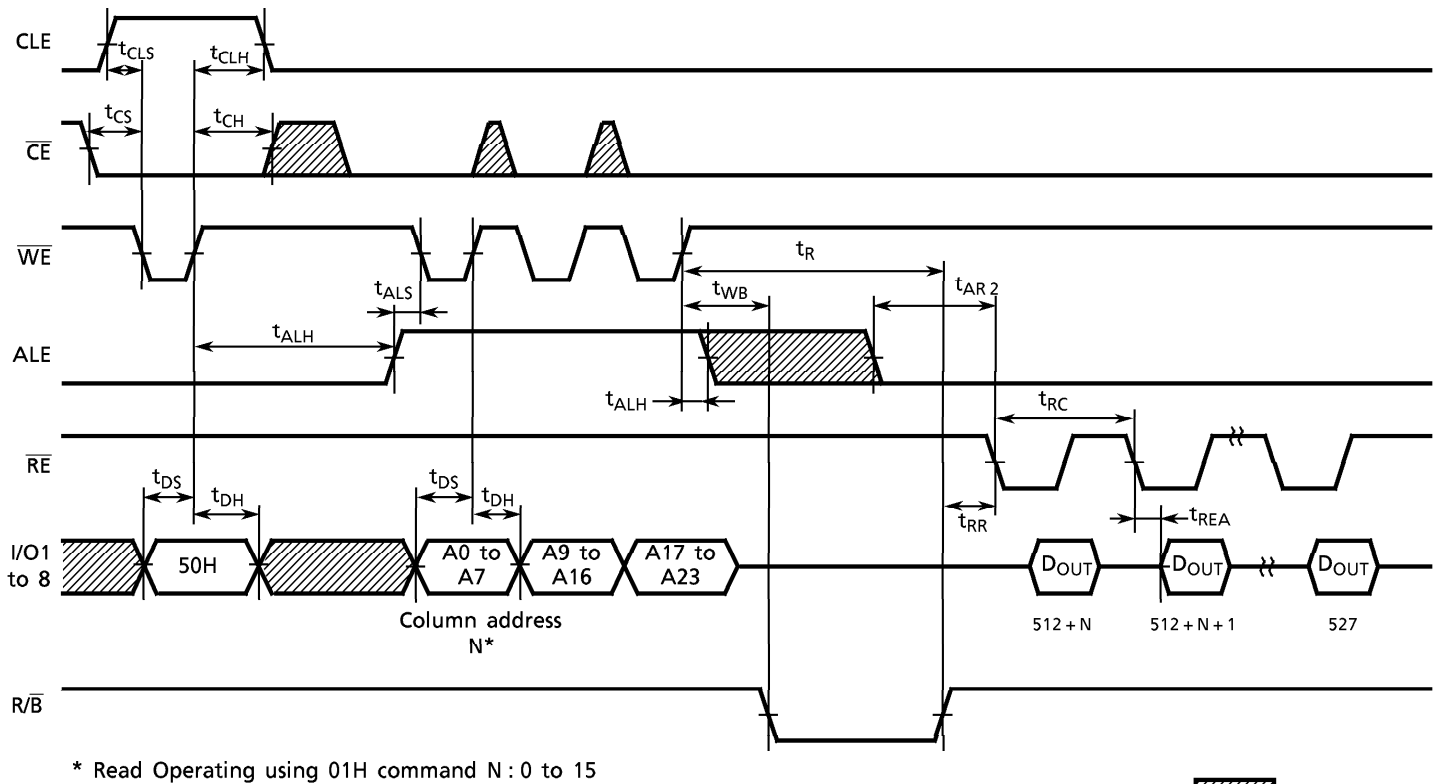 CLE
tCLS
tCLH
CE
tCS
tCH
WE
tR
tALS
tWB
tAR 2
ALE
tALH
tALH
tRC
RE
tDS
tDH
tDS
tDH
tRR
tREA
I/O1
to 8
50H
A0 to
A7
A9 to
A16
A17 to
A23
DOUT
DOUT
DOUT
Column address
N*
512 + N
512 + N + 1
527
R/B
* Read Operating using 01H command N : 0 to 15